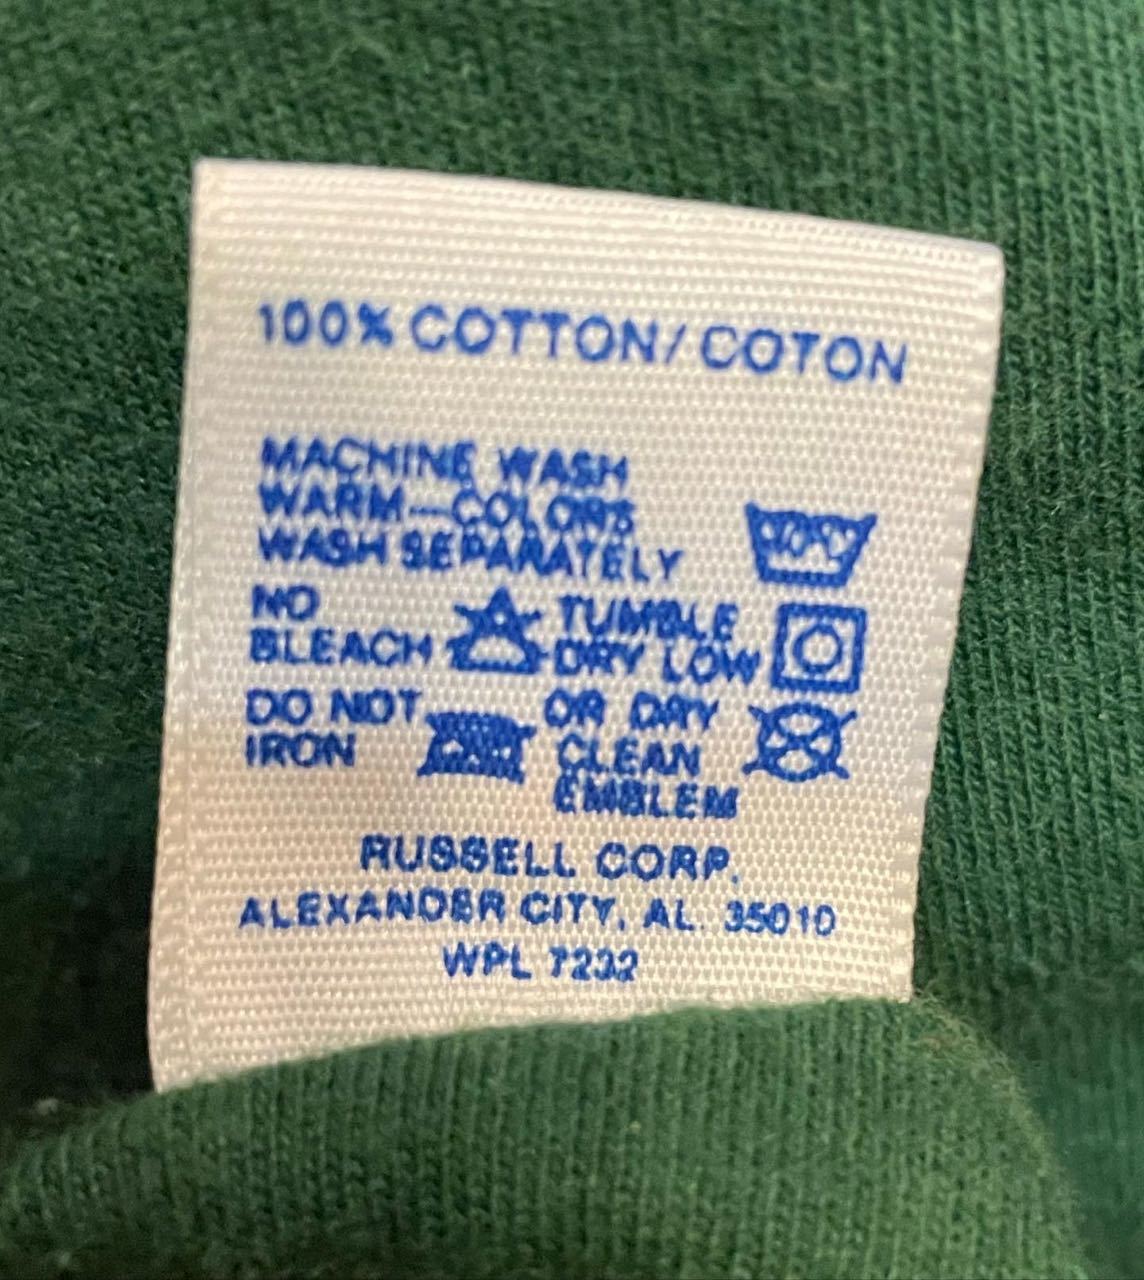 100% COTTON/COTON
MACHINE WASH
WARM—COLORS
WASH SEPARATELY
40°C
NO
BLEACH
TUMBLE
DRY LOW
DO NOT
IRON
OR DRY
CLEAN
EMBLEM
RUSSELL CORP.
ALEXANDER CITY, AL. 35010
WPL 7232